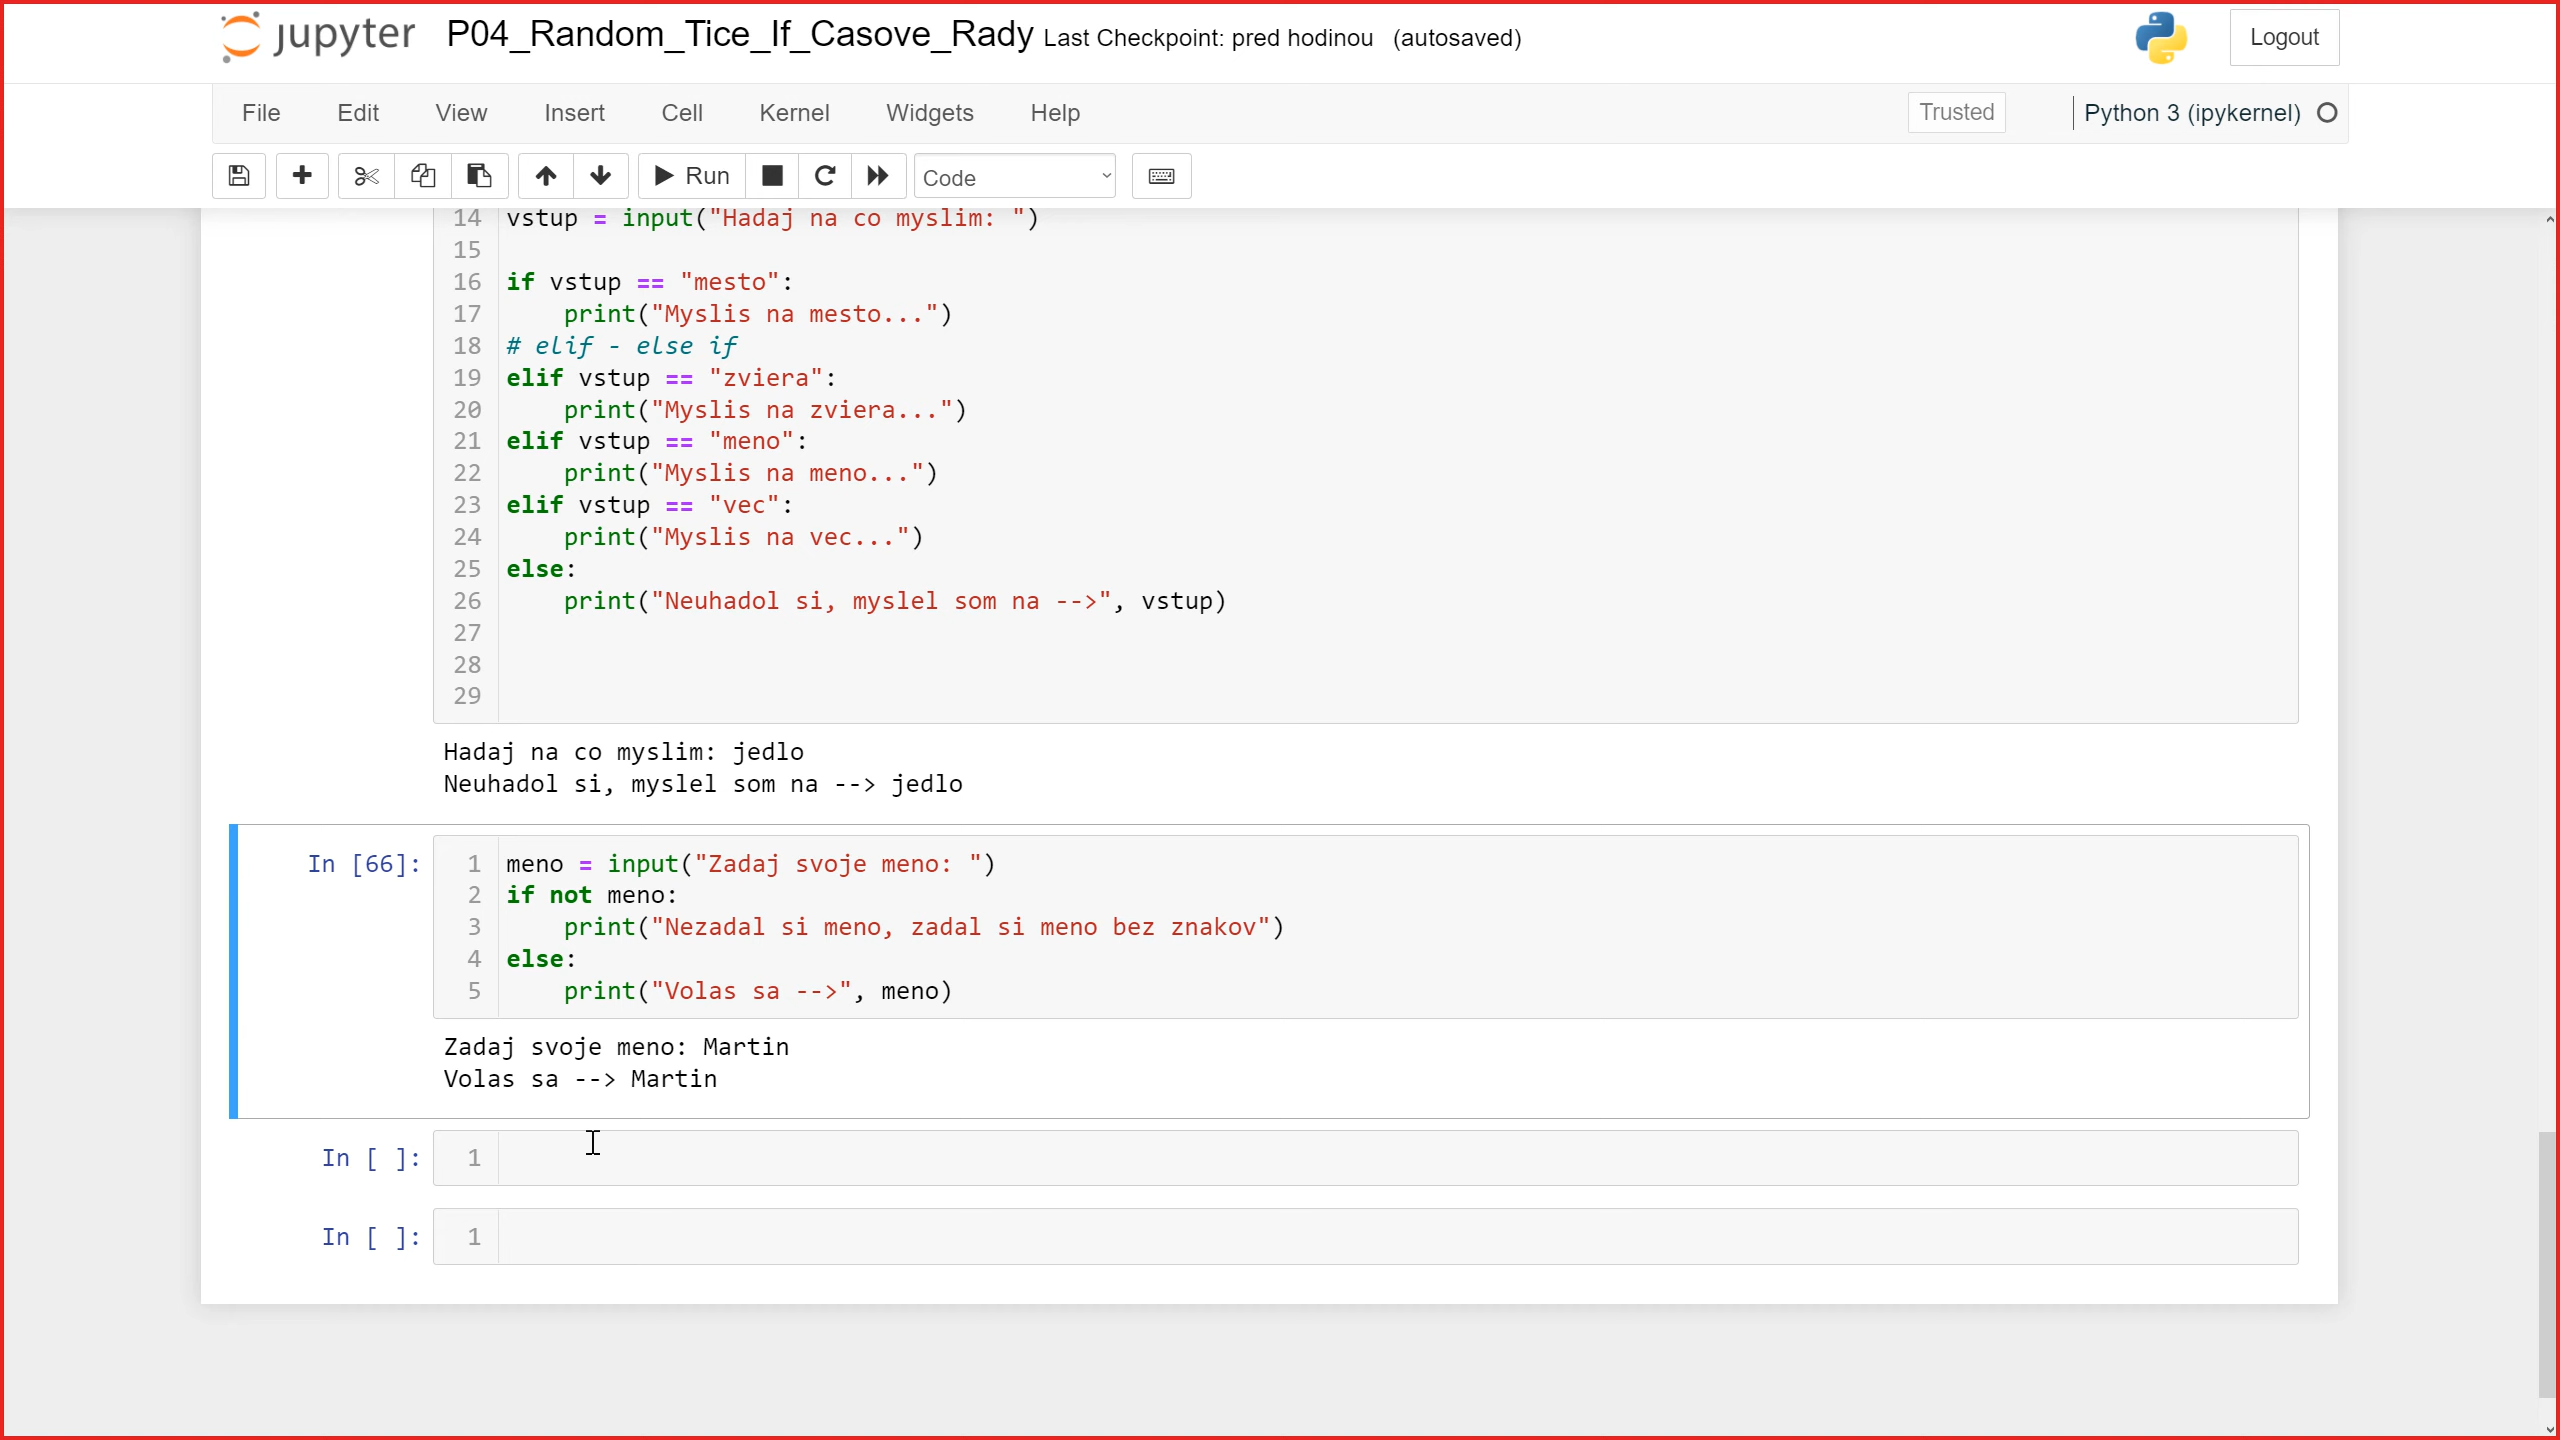 jupyter P04_Random_Tice_If_Casove_Rady Last Checkpoint: pred hodinou (autosaved) Logout
File Edit View Insert Cell Kernel Widgets Help Trusted Python 3 (ipykernel)
Run Code
14 vstup = input("Hadaj na co myslim: ")
15
16 if vstup == "mesto":
17     print("Myslis na mesto...")
18 # elif - else if
19 elif vstup == "zviera":
20     print("Myslis na zviera...")
21 elif vstup == "meno":
22     print("Myslis na meno...")
23 elif vstup == "vec":
24     print("Myslis na vec...")
25 else:
26     print("Neuhadol si, myslel som na -->", vstup)
27
28
29
Hadaj na co myslim: jedlo
Neuhadol si, myslel som na --> jedlo
In [66]: 1 meno = input("Zadaj svoje meno: ")
2 if not meno:
3     print("Nezadal si meno, zadal si meno bez znakov")
4 else:
5     print("Volas sa -->", meno)
Zadaj svoje meno: Martin
Volas sa --> Martin
In [ ]: 1
In [ ]: 1